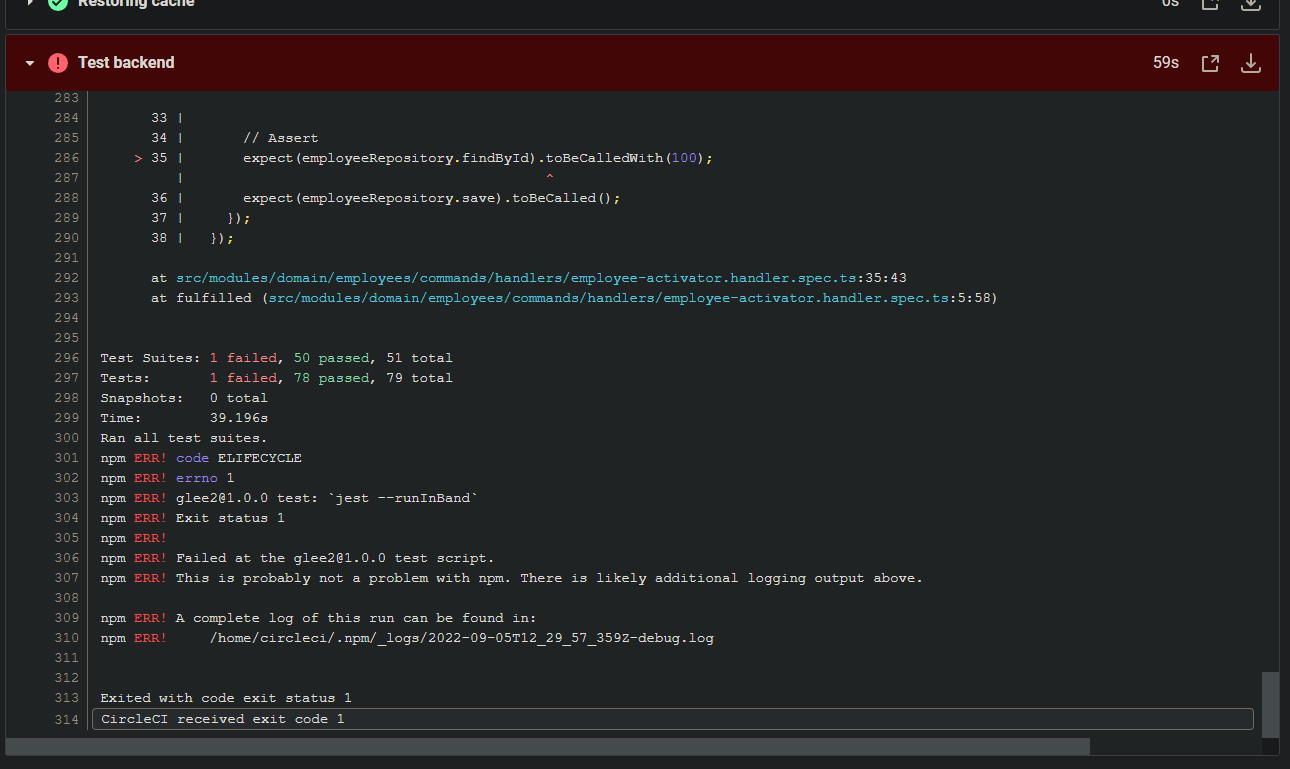 Restoring cache 0s
Test backend 59s
283
284 33 |
285 34 | // Assert
286 > 35 | expect(employeeRepository.findById).toBeCalledWith(100);
287 | ^
288 36 | expect(employeeRepository.save).toBeCalled();
289 37 | });
290 38 | });
291
292 at src/modules/domain/employees/commands/handlers/employee-activator.handler.spec.ts:35:43
293 at fulfilled (src/modules/domain/employees/commands/handlers/employee-activator.handler.spec.ts:5:58)
294
295
296 Test Suites: 1 failed, 50 passed, 51 total
297 Tests: 1 failed, 78 passed, 79 total
298 Snapshots: 0 total
299 Time: 39.196s
300 Ran all test suites.
301 npm ERR! code ELIFECYCLE
302 npm ERR! errno 1
303 npm ERR! glee2@1.0.0 test: `jest --runInBand`
304 npm ERR! Exit status 1
305 npm ERR!
306 npm ERR! Failed at the glee2@1.0.0 test script.
307 npm ERR! This is probably not a problem with npm. There is likely additional logging output above.
308
309 npm ERR! A complete log of this run can be found in:
310 npm ERR! /home/circleci/.npm/_logs/2022-09-05T12_29_57_359Z-debug.log
311
312
313 Exited with code exit status 1
314 CircleCI received exit code 1